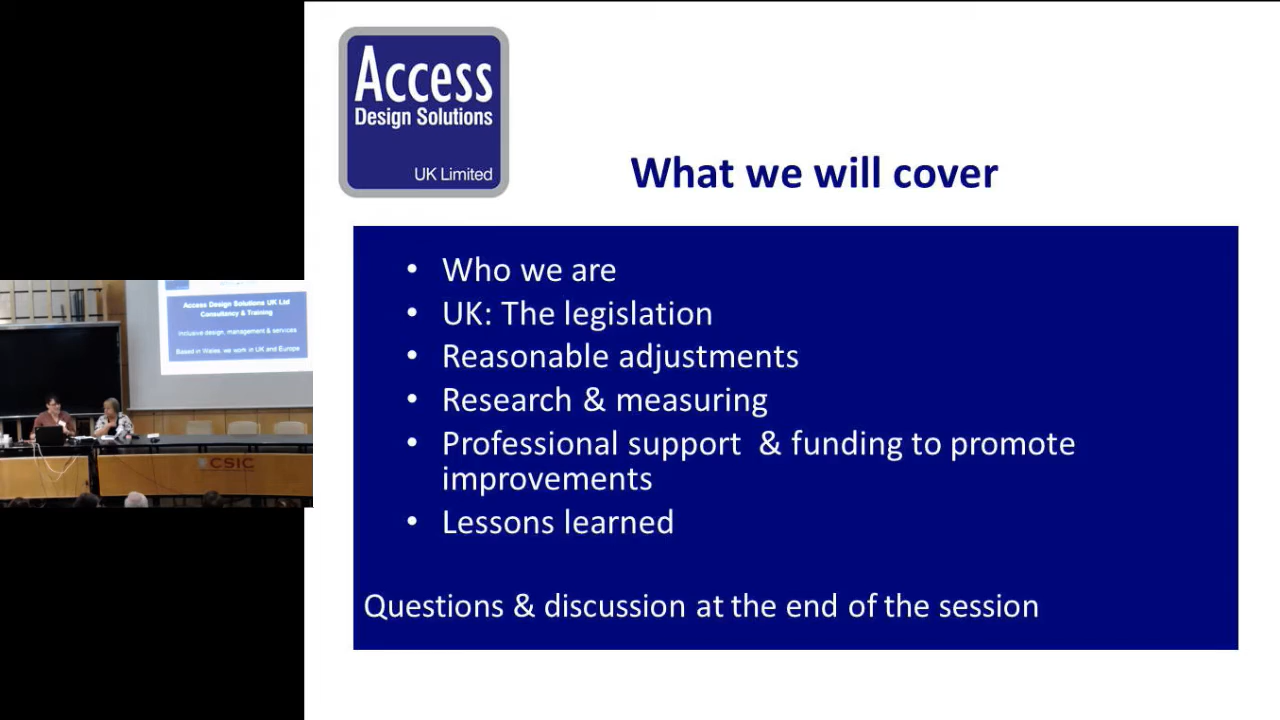 Access
Design Solutions
UK Limited
What we will cover
• Who we are
• UK: The legislation
• Reasonable adjustments
• Research & measuring
• Professional support & funding to promote
improvements
• Lessons learned
Questions & discussion at the end of the session
Access Design Solutions UK Ltd
Consultancy & Training
Inclusive design, management & services
Based in Wales, we work in UK and Europe
CSIC